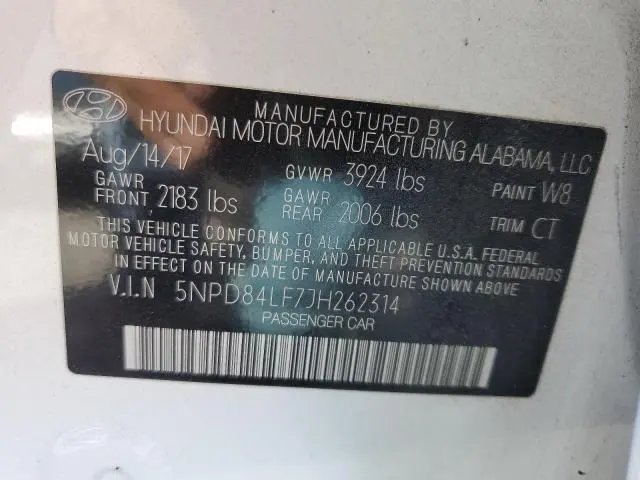 MANUFACTURED BY
HYUNDAI MOTOR MANUFACTURING ALABAMA, LLC
Aug/14/17 GVWR 3924 lbs PAINT W8
GAWR FRONT 2183 lbs GAWR REAR 2006 lbs TRIM CT
THIS VEHICLE CONFORMS TO ALL APPLICABLE U.S.A. FEDERAL
MOTOR VEHICLE SAFETY, BUMPER, AND THEFT PREVENTION STANDARDS
IN EFFECT ON THE DATE OF MANUFACTURE SHOWN ABOVE.
V.I.N 5NPD84LF7JH262314
PASSENGER CAR